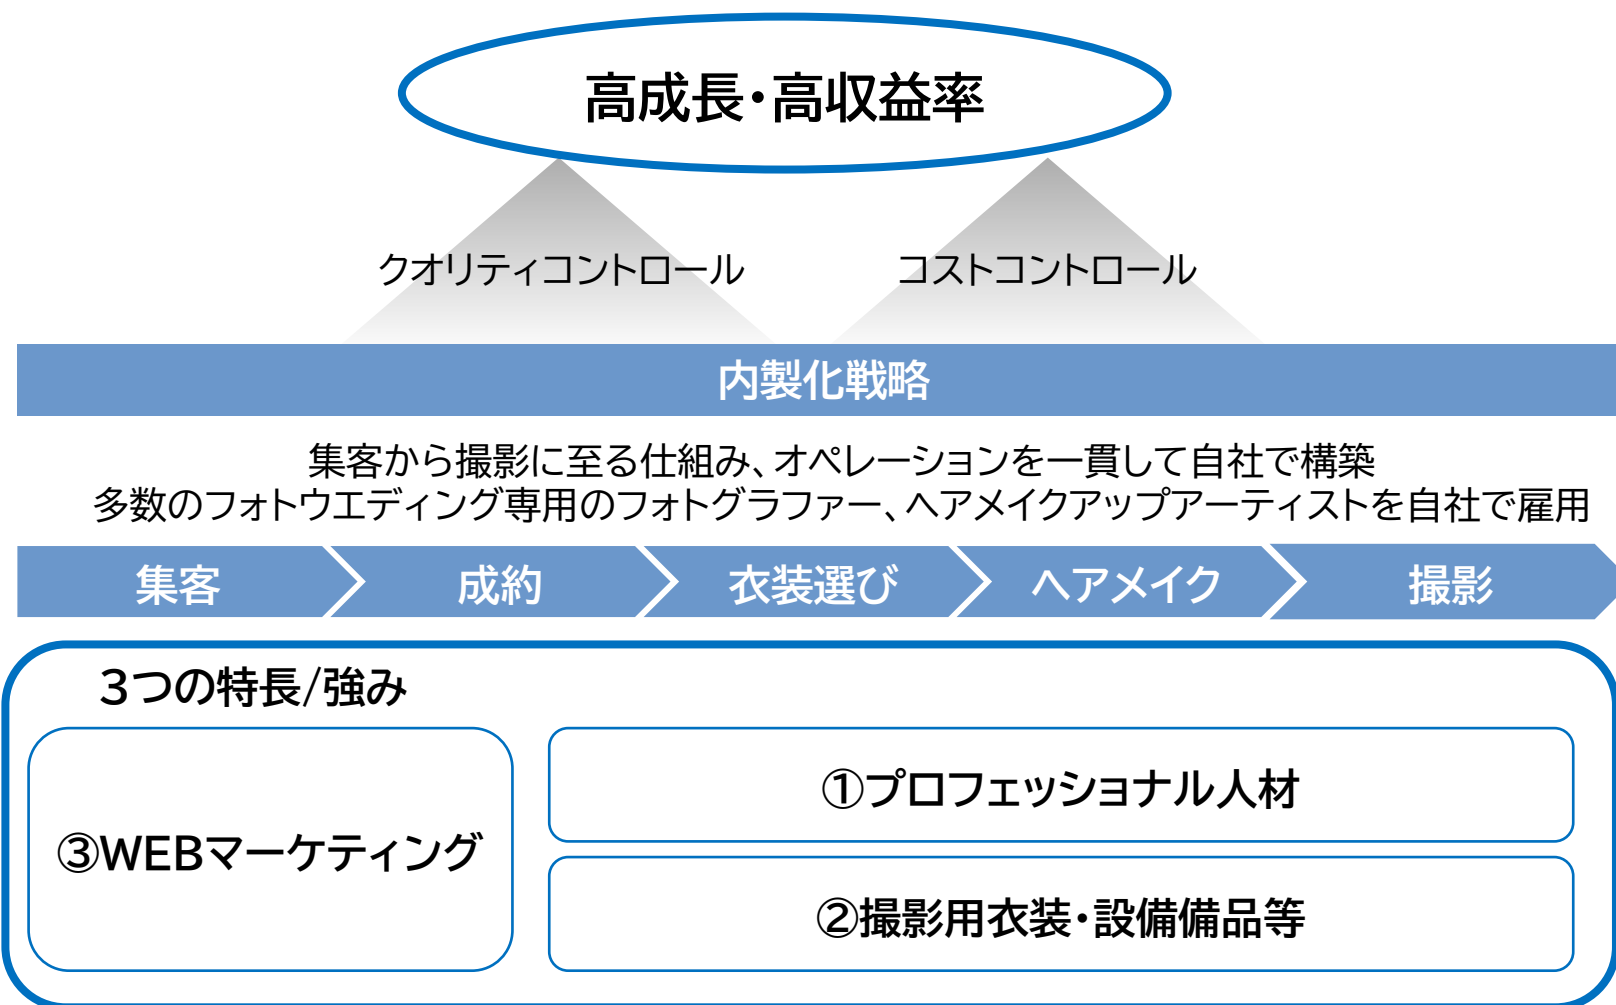 高成長・高収益率
クオリティコントロール
コストコントロール
内製化戦略
集客から撮影に至る仕組み、オペレーションを一貫して自社で構築
多数のフォトウエディング専用のフォトグラファー、ヘアメイクアップアーティストを自社で雇用
集客
成約
衣装選び
ヘアメイク
撮影
３つの特長/強み
③WEBマーケティング
①プロフェッショナル人材
②撮影用衣装・設備備品等